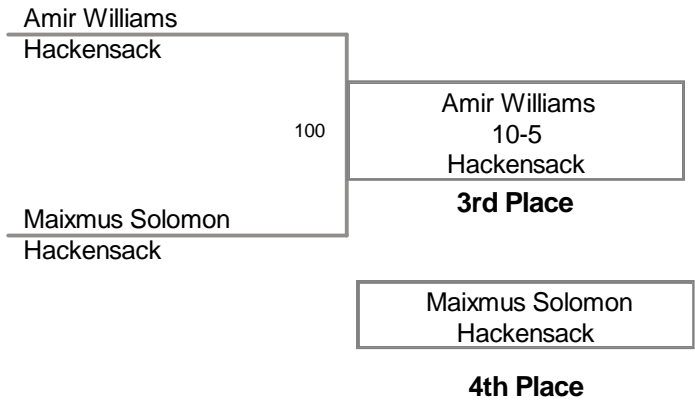 Amir Williams
Hackensack
100
Amir Williams
10-5
Hackensack
3rd Place
Maixmus Solomon
Hackensack
Maixmus Solomon
Hackensack
4th Place